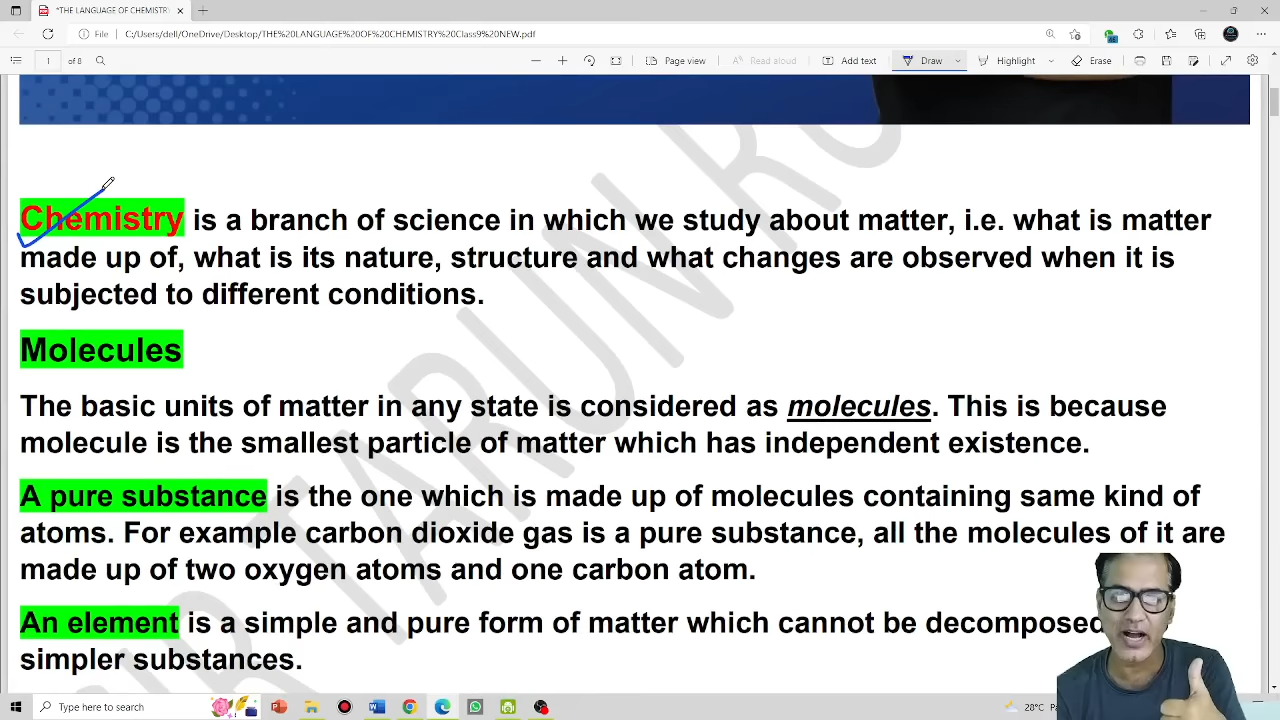 *THE LANGUAGE OF CHEMISTRY
File
C:/Users/dell/OneDrive/Desktop/THE%20LANGUAGE%20OF%20CHEMISTRY%20Class9%20NEW.pdf
1 of 8
Page view
Read aloud
Add text
Draw
Highlight
Erase
Chemistry is a branch of science in which we study about matter, i.e. what is matter
made up of, what is its nature, structure and what changes are observed when it is
subjected to different conditions.
Molecules
The basic units of matter in any state is considered as molecules. This is because
molecule is the smallest particle of matter which has independent existence.
A pure substance is the one which is made up of molecules containing same kind of
atoms. For example carbon dioxide gas is a pure substance, all the molecules of it are
made up of two oxygen atoms and one carbon atom.
An element is a simple and pure form of matter which cannot be decomposed
simpler substances.
SIR TARUN
Type here to search
28°C